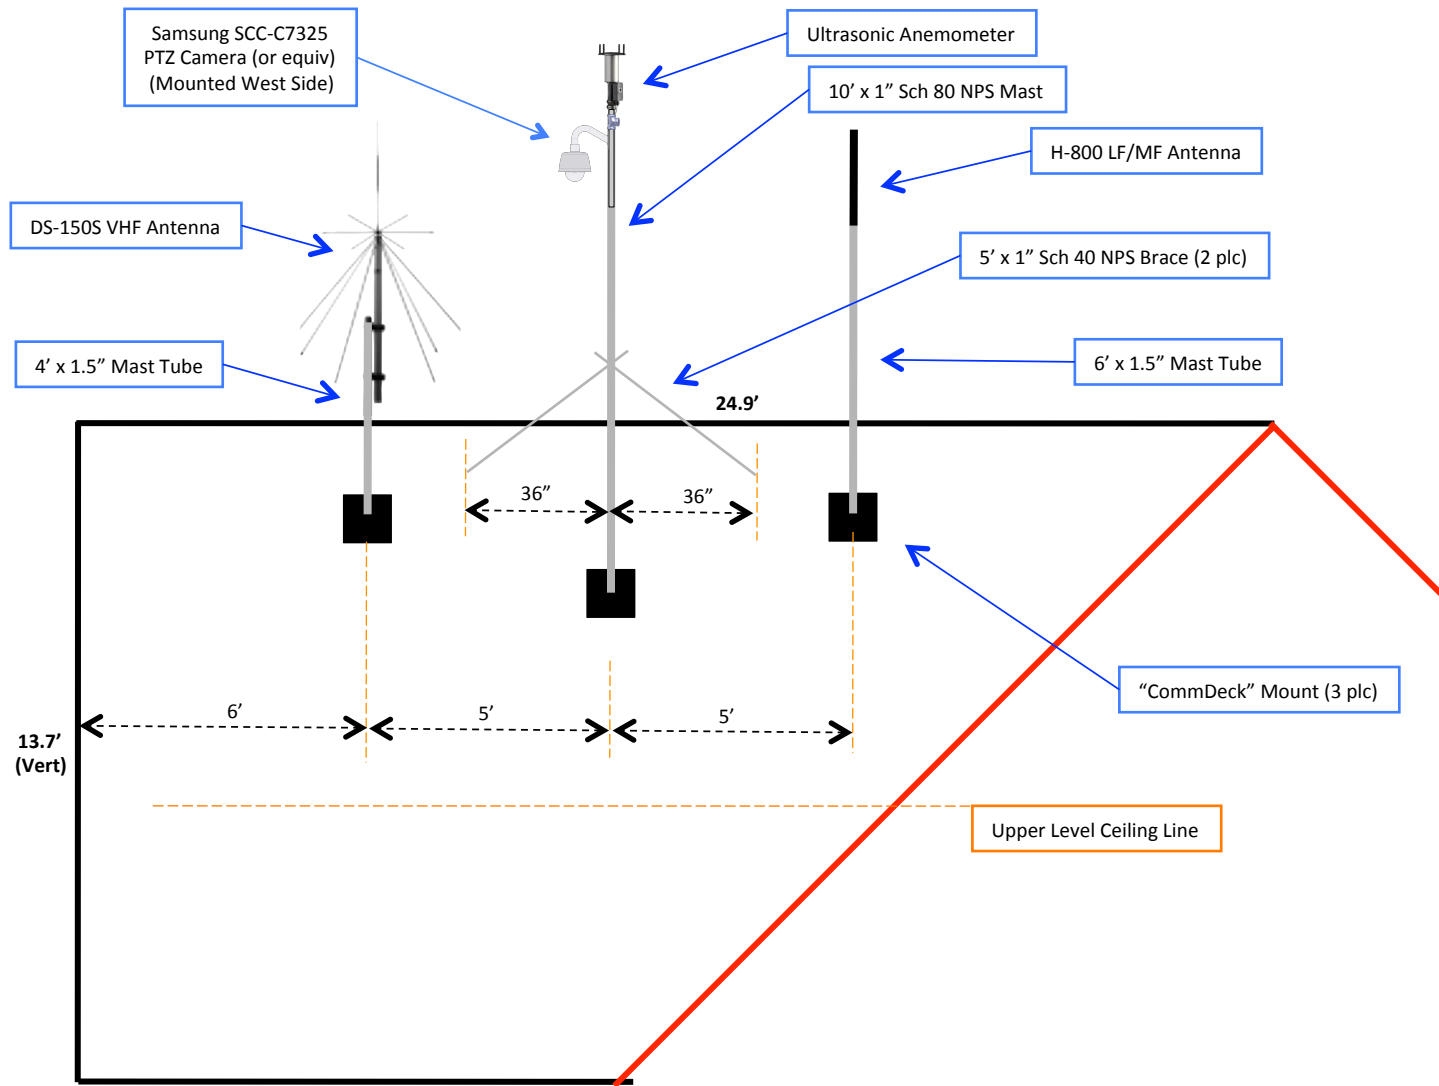 Samsung SCC-C7325
PTZ Camera (or equiv)
(Mounted West Side)
Ultrasonic Anemometer
10’ x 1” Sch 80 NPS Mast
H-800 LF/MF Antenna
DS-150S VHF Antenna
5’ x 1” Sch 40 NPS Brace (2 plc)
4’ x 1.5” Mast Tube
6’ x 1.5” Mast Tube
24.9’
36”
36”
“CommDeck” Mount (3 plc)
6’
5’
5’
13.7’
(Vert)
Upper Level Ceiling Line